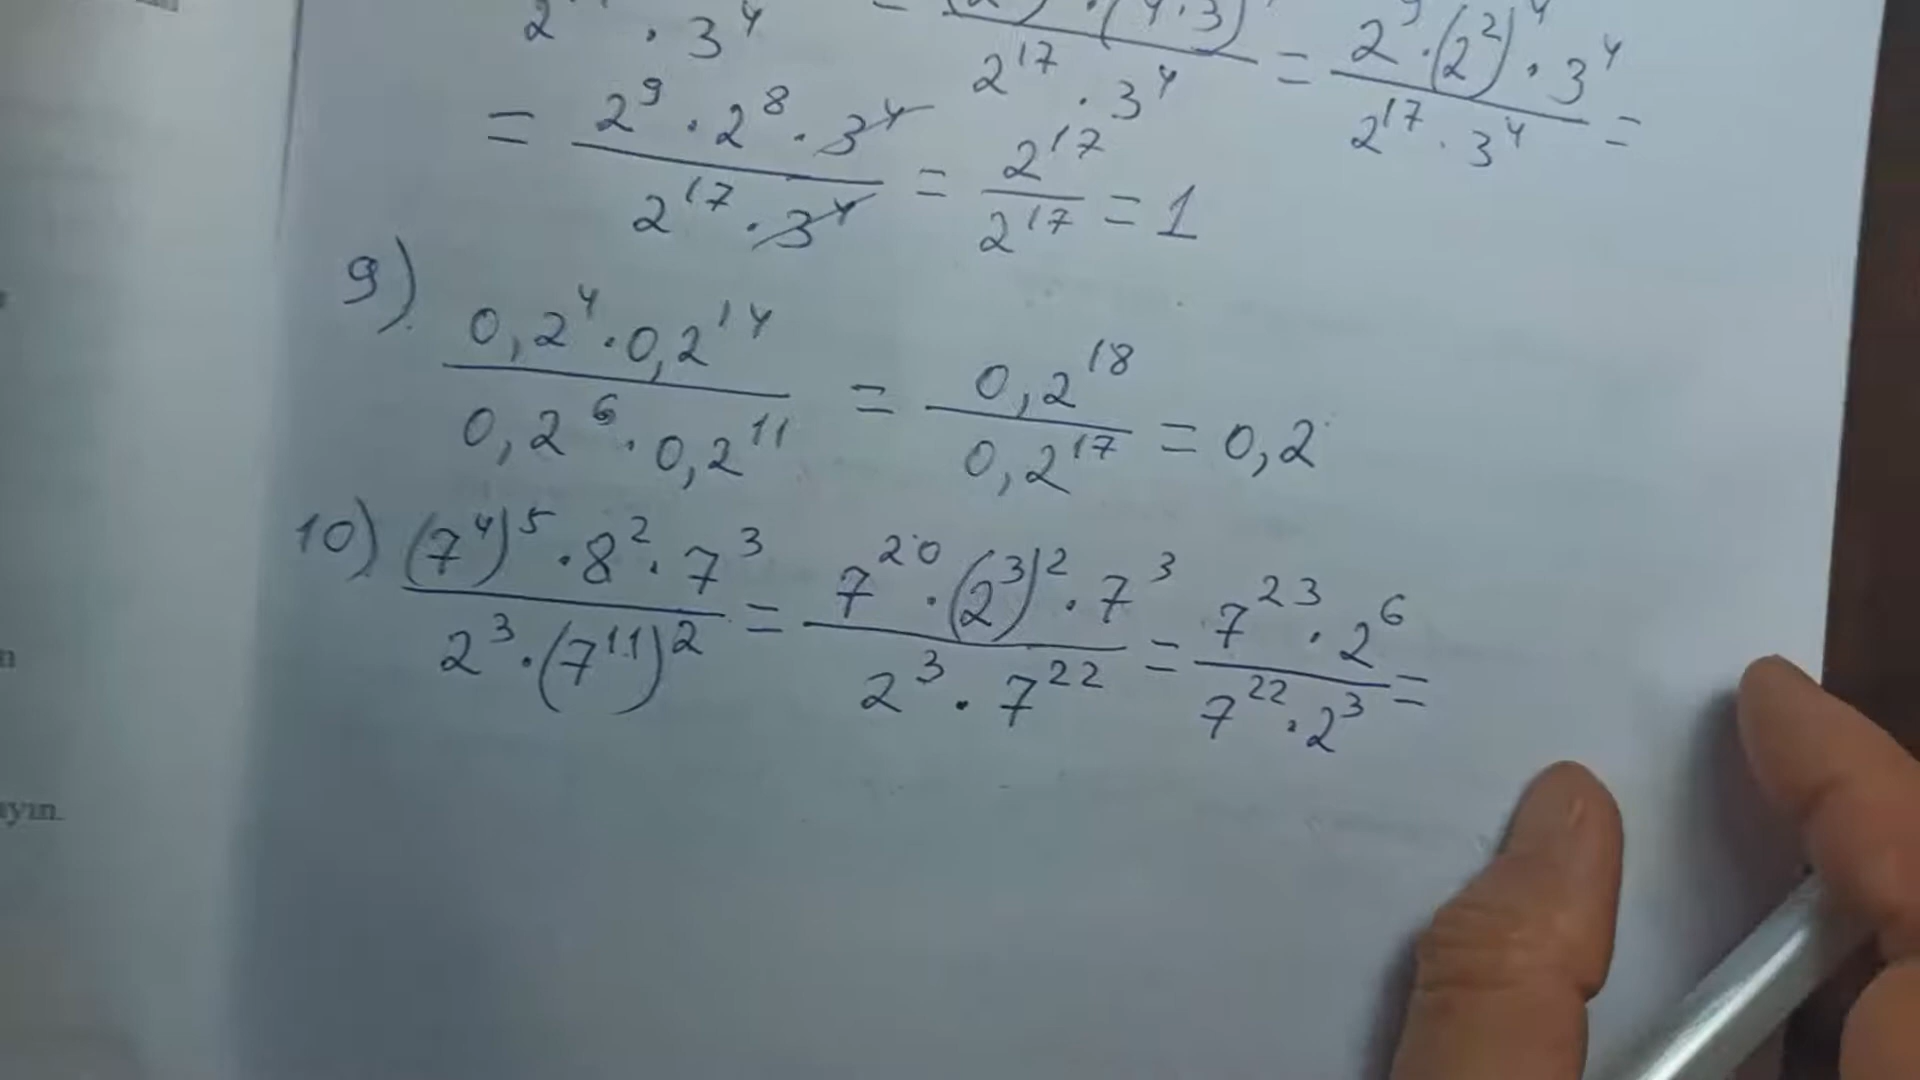 2 · 3⁴ = (4·3) / 2¹⁷ · 3⁴ = 2⁹·(2²)⁴·3⁴ / 2¹⁷·3⁴ =
= 2⁹·2⁸·3⁴ / 2¹⁷·3⁴ = 2¹⁷ / 2¹⁷ = 1
9) 0,2⁴·0,2¹⁴ / 0,2⁶·0,2¹¹ = 0,2¹⁸ / 0,2¹⁷ = 0,2
10) (7⁴)⁵·8²·7³ / 2³·(7¹¹)² = 7²⁰·(2³)²·7³ / 2³·7²² = 7²³·2⁶ / 7²²·2³ =